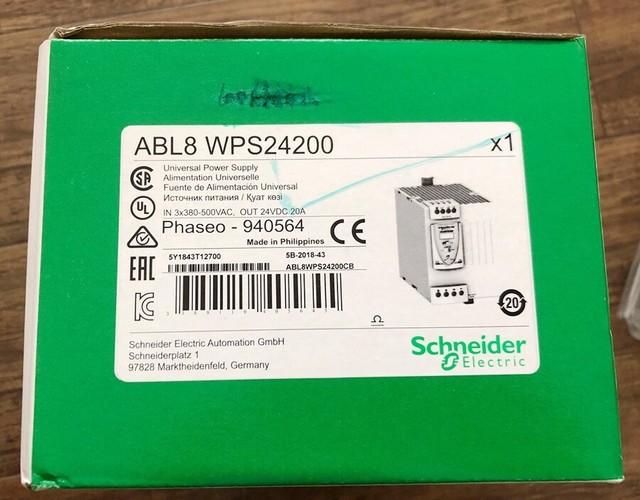 ABL8 WPS24200
x1
Universal Power Supply
Alimentation Universelle
Fuente de Alimentación Universal
Источник питания / Қуат көзі
IN 3x380-500VAC, OUT 24VDC 20A
Phaseo - 940564
Made in Philippines
CE
5Y1843T12700
5B-2018-43
ABL8WPS24200CB
EAC
20
Schneider Electric Automation GmbH
Schneiderplatz 1
97828 Marktheidenfeld, Germany
Schneider
Electric